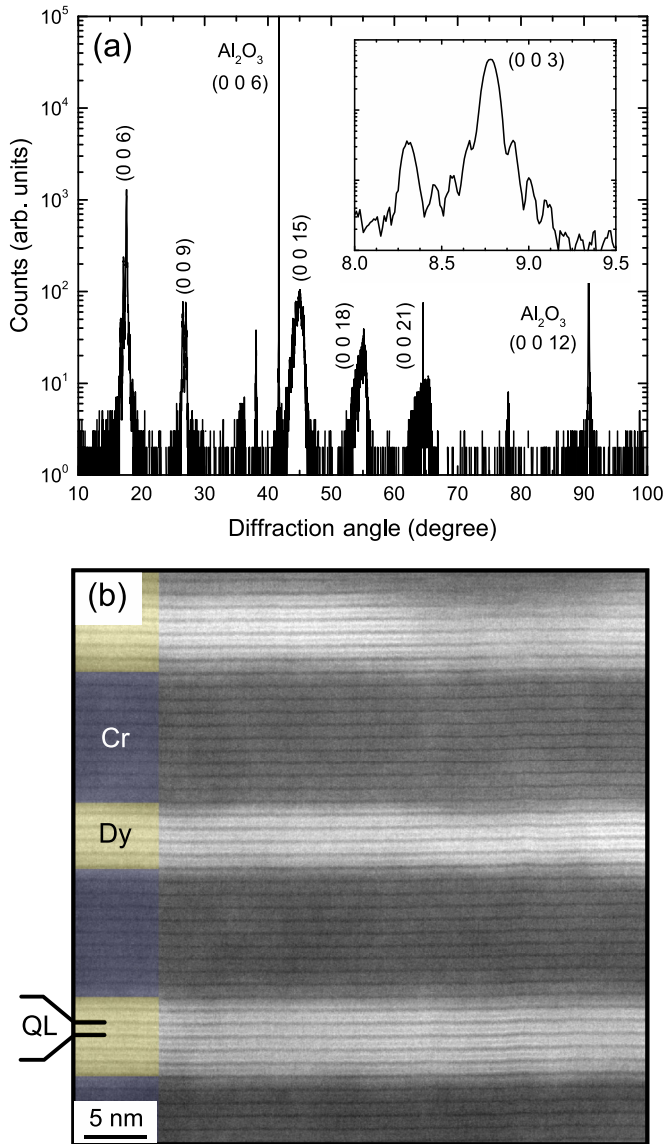 (a)
Al2O3
(0 0 6)
(0 0 3)
(0 0 6)
(0 0 9)
(0 0 15)
(0 0 18)
(0 0 21)
Al2O3
(0 0 12)
10^5
10^4
10^3
10^2
10^1
10^0
Counts (arb. units)
8.0 8.5 9.0 9.5
10 20 30 40 50 60 70 80 90 100
Diffraction angle (degree)
(b)
Cr
Dy
QL
5 nm